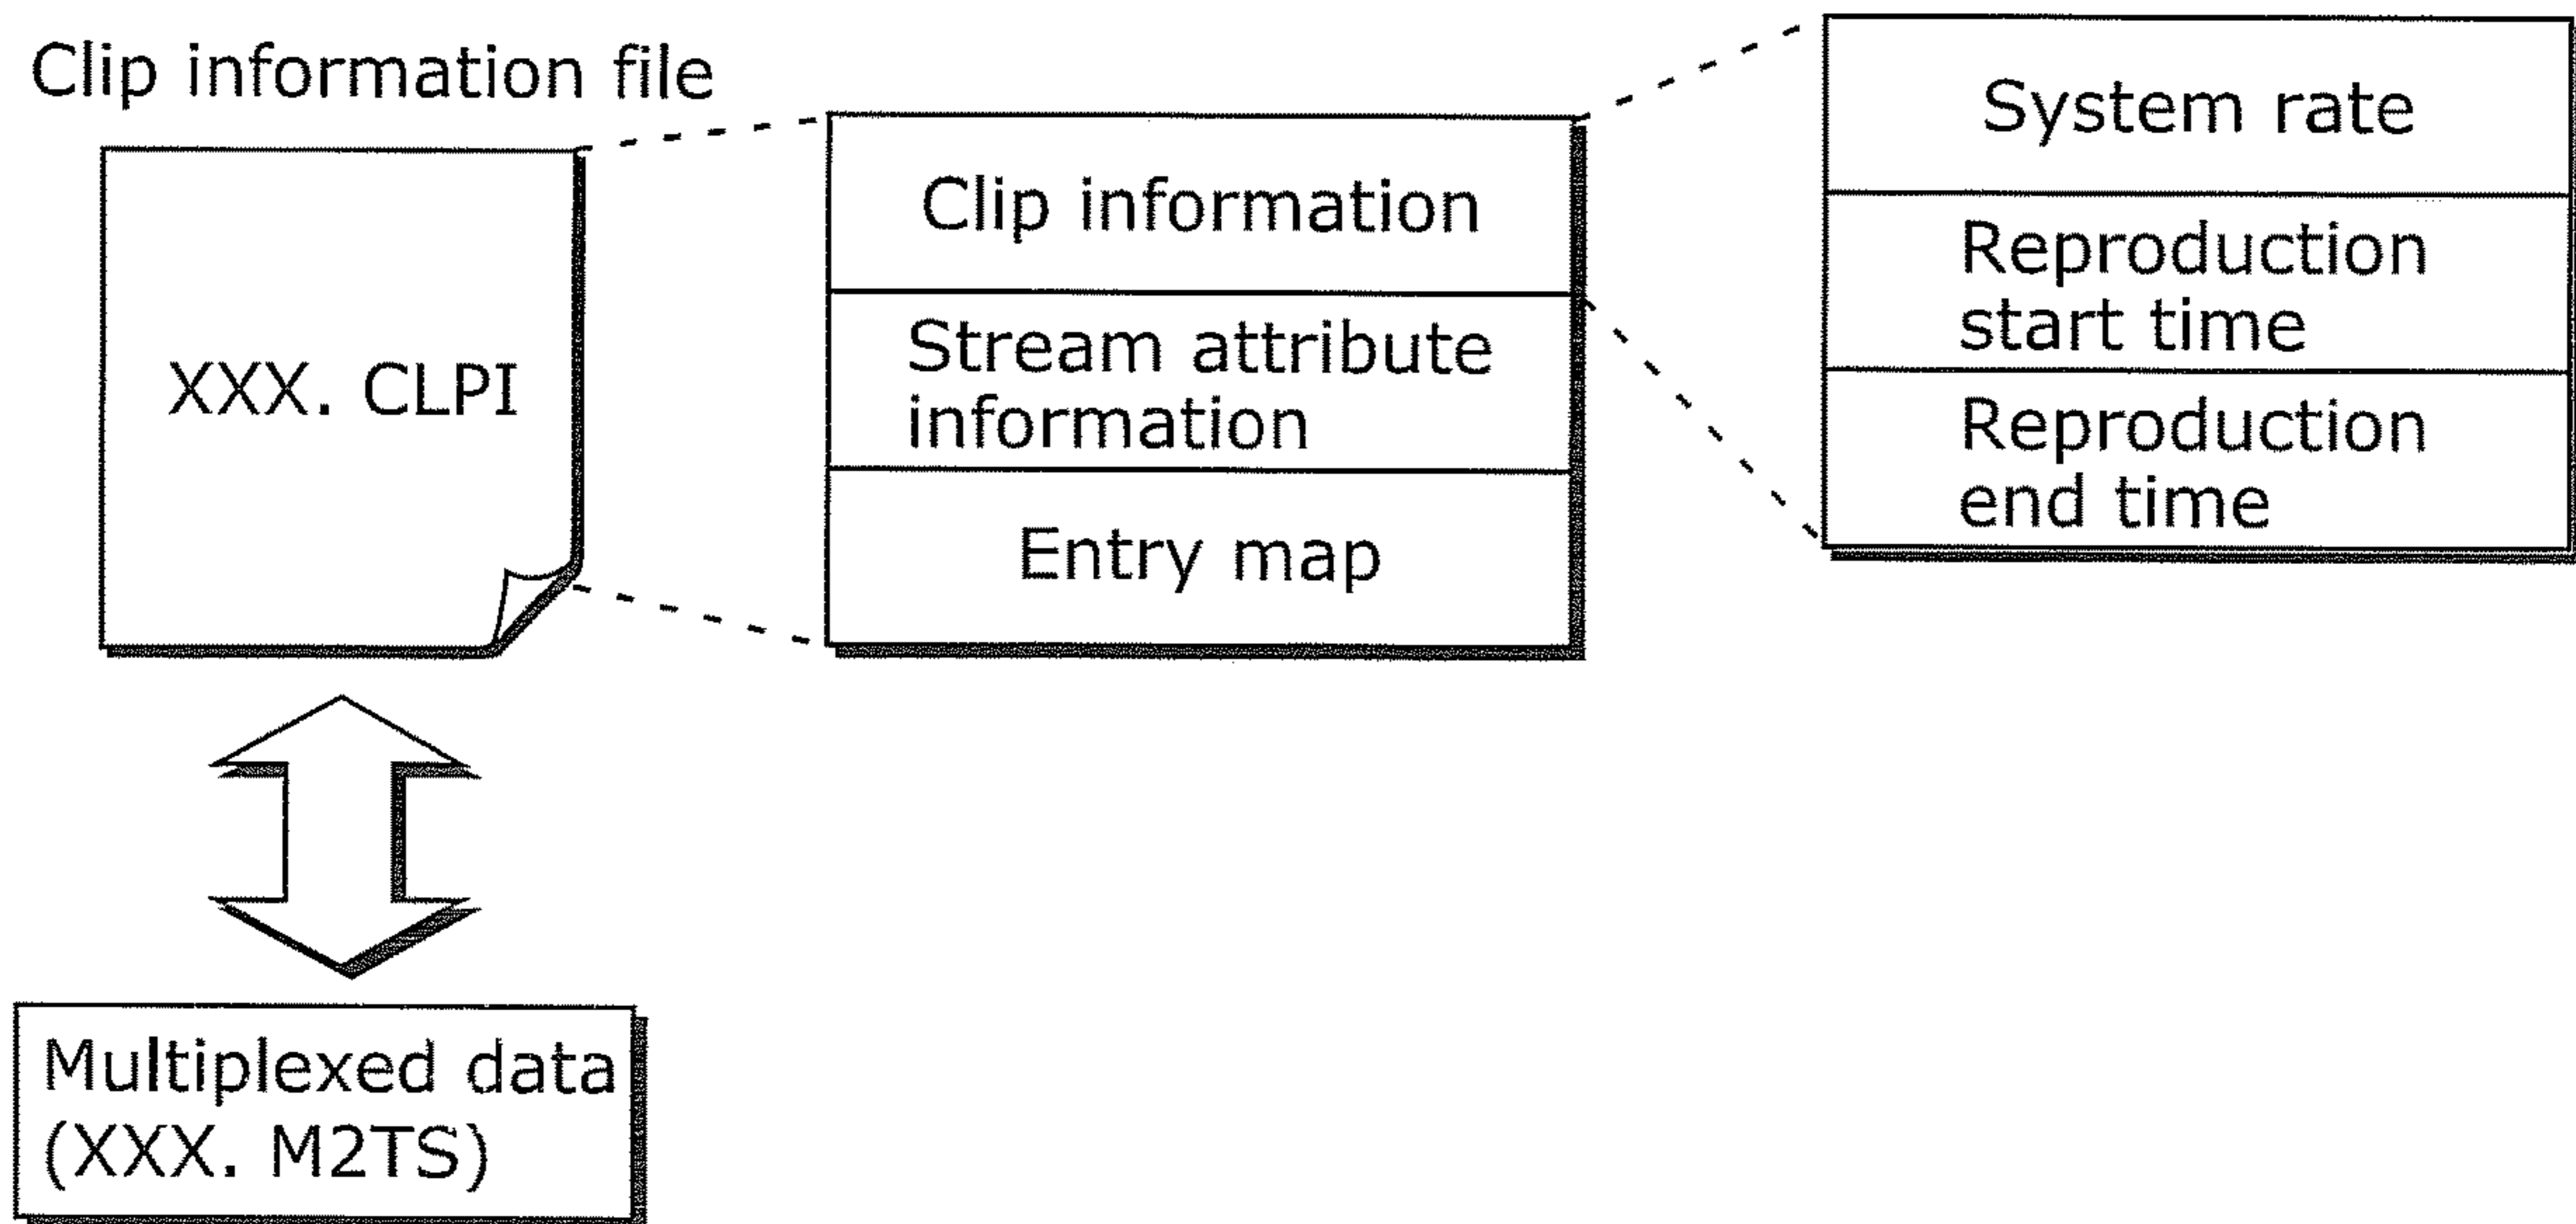 Clip information file
XXX. CLPI
Clip information
Stream attribute
information
Entry map
System rate
Reproduction
start time
Reproduction
end time
Multiplexed data
(XXX. M2TS)